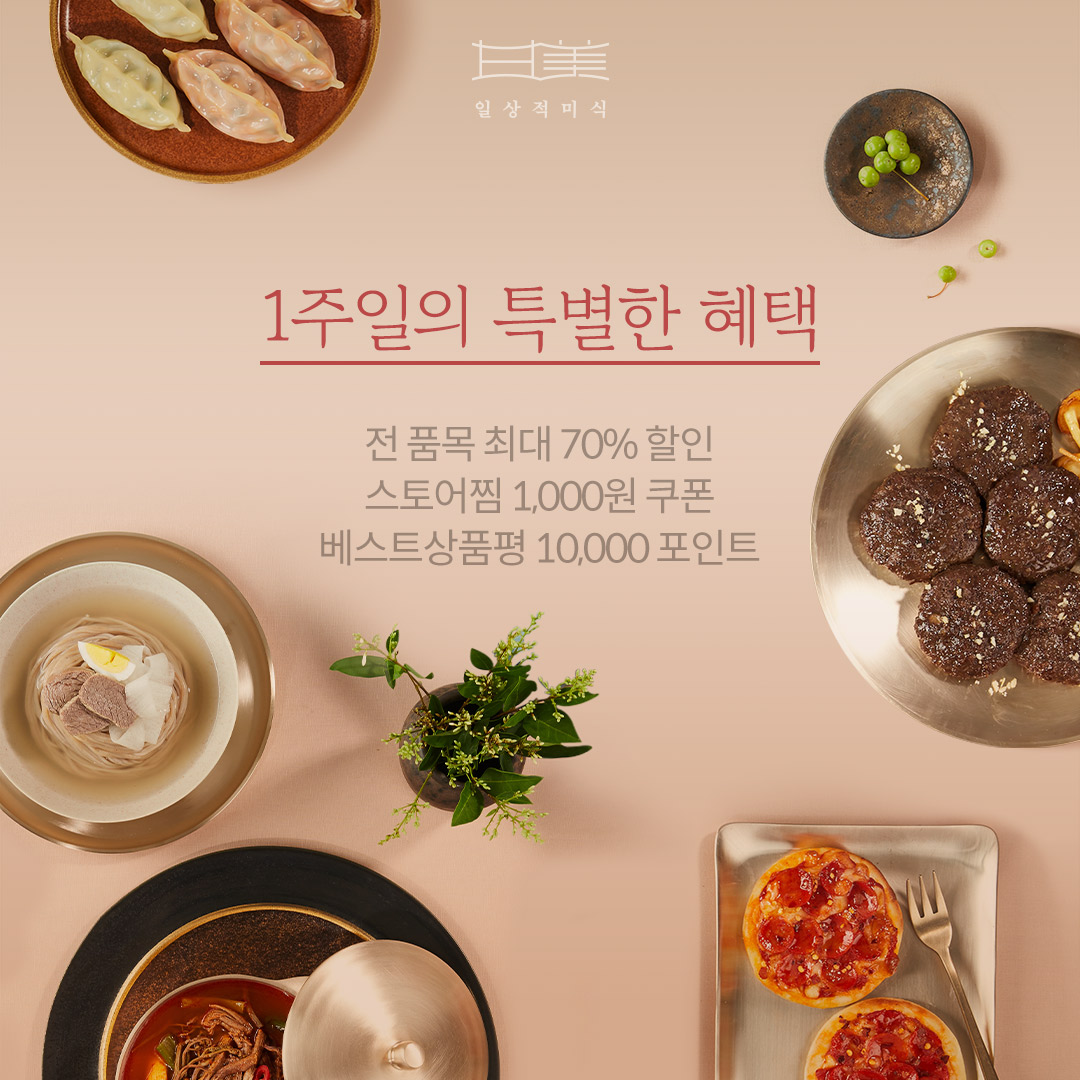 일상적미식
1주일의 특별한 혜택
전 품목 최대 70% 할인
스토어찜 1,000원 쿠폰
베스트상품평 10,000 포인트